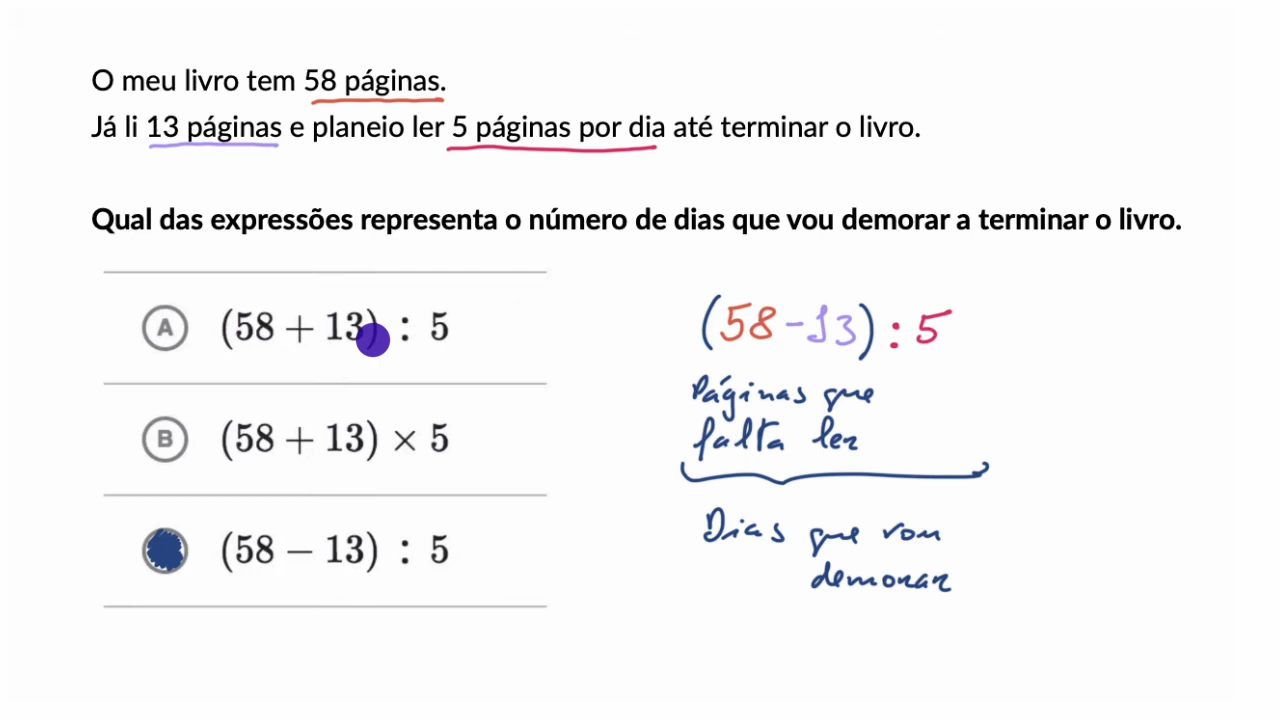 O meu livro tem 58 páginas.
Já li 13 páginas e planeio ler 5 páginas por dia até terminar o livro.
Qual das expressões representa o número de dias que vou demorar a terminar o livro.
A (58 + 13) : 5
B (58 + 13) × 5
(58 − 13) : 5
(58-13) : 5
Páginas que
falta ler
Dias que vou
demorar